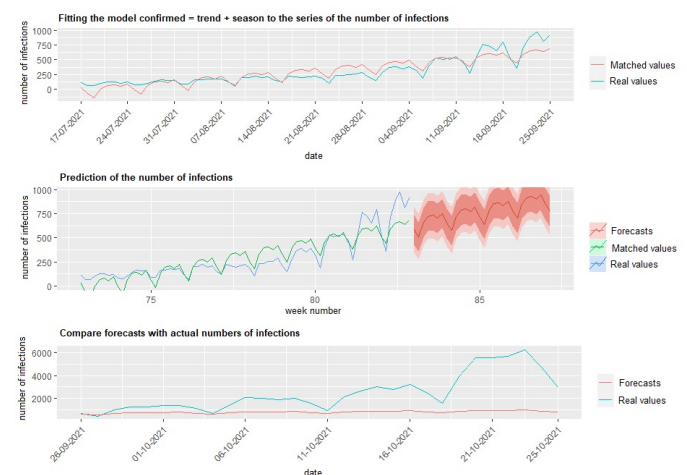 Fitting the model confirmed = trend + season to the series of the number of infections
number of infections
1000
750
500
250
0
17-07-2021
24-07-2021
31-07-2021
07-08-2021
14-08-2021
21-08-2021
28-08-2021
04-09-2021
11-09-2021
18-09-2021
25-09-2021
date
Matched values
Real values
Prediction of the number of infections
number of infections
1000
750
500
250
0
75
80
85
week number
Forecasts
Matched values
Real values
Compare forecasts with actual numbers of infections
number of infections
6000
4000
2000
26-09-2021
01-10-2021
06-10-2021
11-10-2021
16-10-2021
21-10-2021
25-10-2021
date
Forecasts
Real values